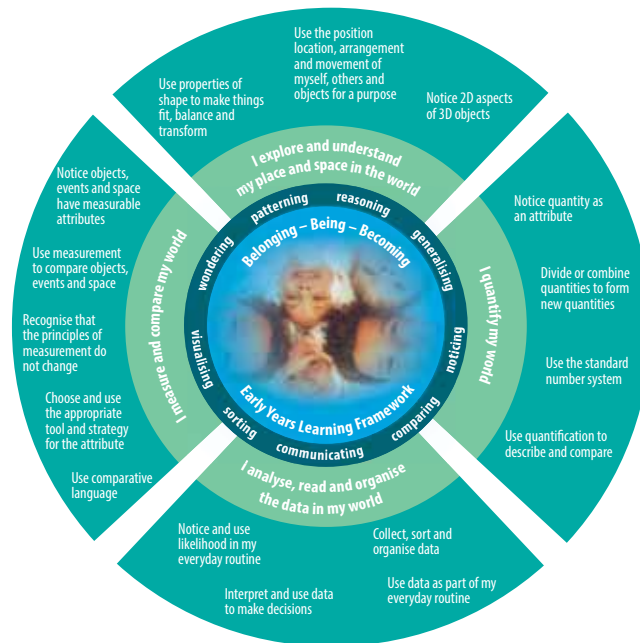 Use the position
location, arrangement
and movement of
myself, others and
objects for a purpose
Use properties of
shape to make things
fit, balance and
transform
Notice 2D aspects
of 3D objects
I explore and understand
my place and space in the world
Notice objects,
events and space
have measurable
attributes
Use measurement
to compare objects,
events and space
Recognise that
the principles of
measurement do
not change
Choose and use
the appropriate
tool and strategy
for the attribute
Use comparative
language
I measure and compare my world
Notice quantity as
an attribute
Divide or combine
quantities to form
new quantities
Use the standard
number system
Use quantification to
describe and compare
I quantify my world
wondering
patterning
reasoning
generalising
noticing
comparing
communicating
sorting
visualising
Belonging – Being – Becoming
Early Years Learning Framework
I analyse, read and organise
the data in my world
Notice and use
likelihood in my
everyday routine
Interpret and use data
to make decisions
Collect, sort and
organise data
Use data as part of my
everyday routine